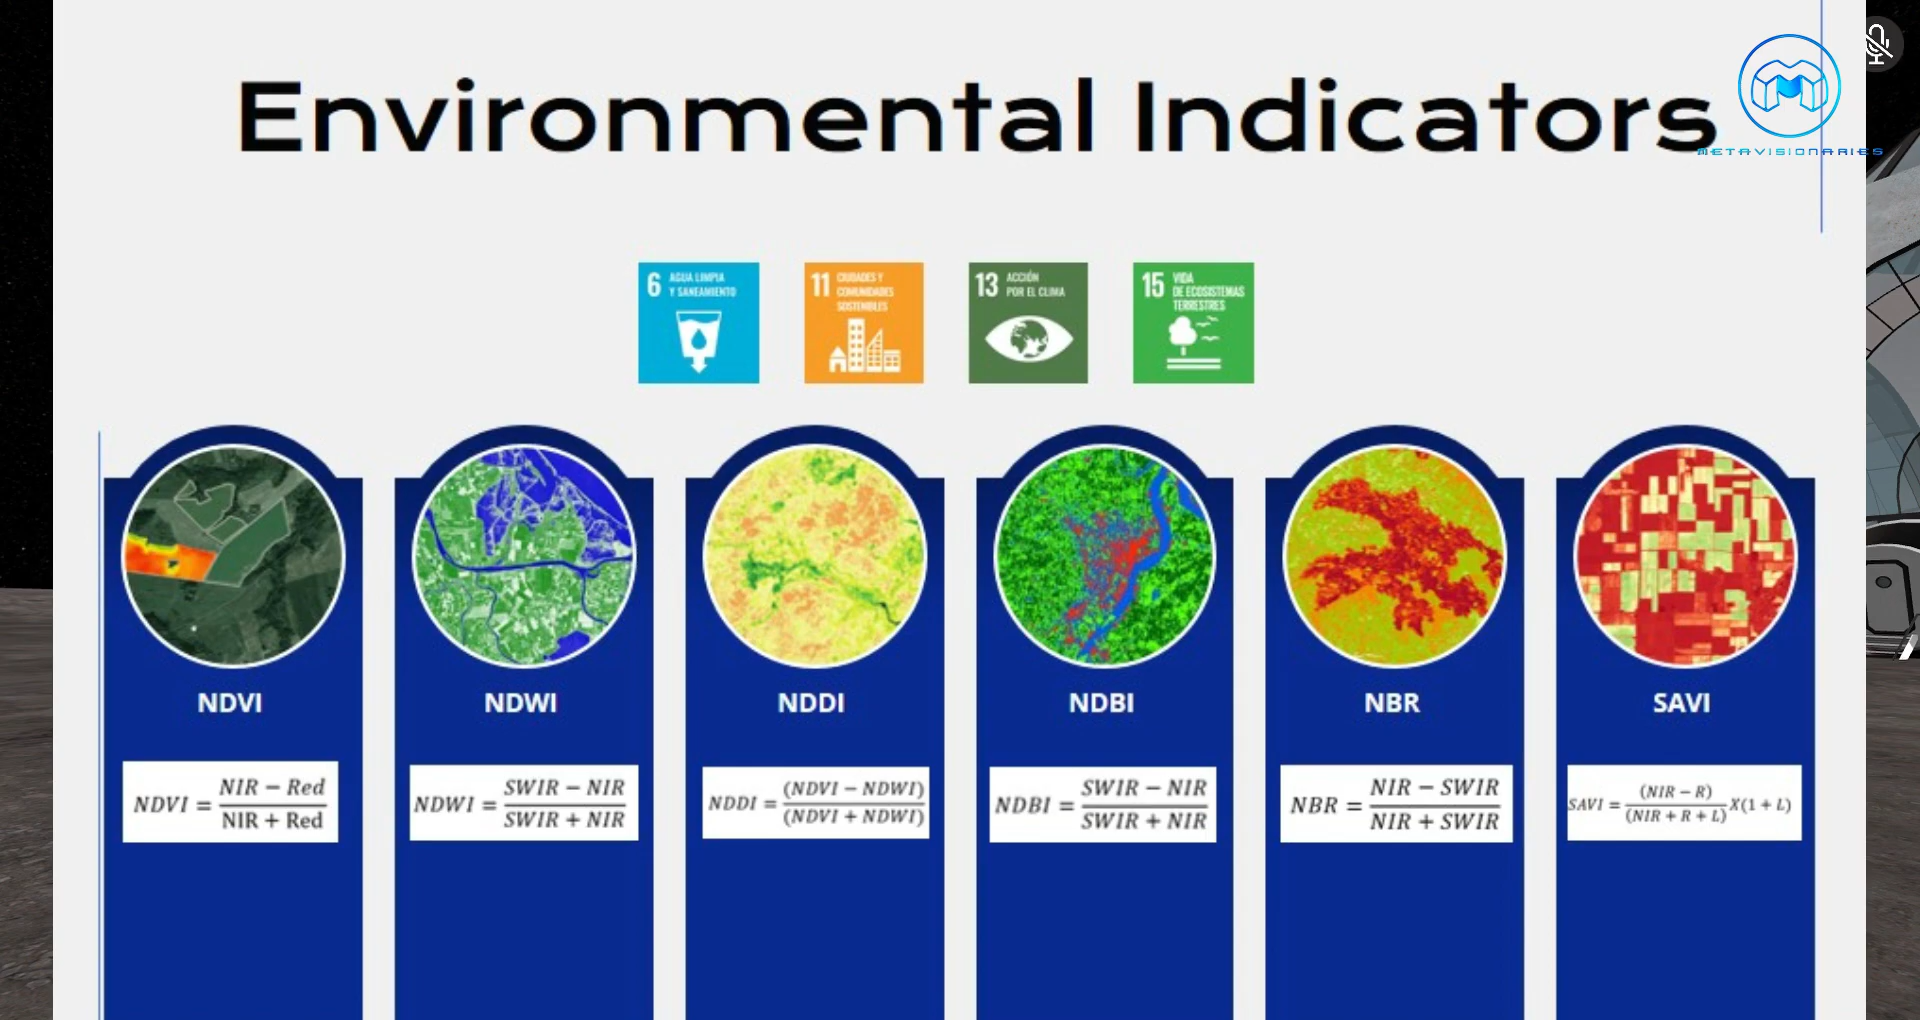 Environmental Indicators
METAVISIONARIES
6 AGUA LIMPIA
Y SANEAMIENTO
11 CIUDADES Y
COMUNIDADES
SOSTENIBLES
13 ACCIÓN
POR EL CLIMA
15 VIDA
DE ECOSISTEMAS
TERRESTRES
NDVI
NDWI
NDDI
NDBI
NBR
SAVI
NDVI = NIR − Red / NIR + Red
NDWI = SWIR − NIR / SWIR + NIR
NDDI = (NDVI − NDWI) / (NDVI + NDWI)
NDBI = SWIR − NIR / SWIR + NIR
NBR = NIR − SWIR / NIR + SWIR
SAVI = (NIR − R) / (NIR + R + L) X(1 + L)